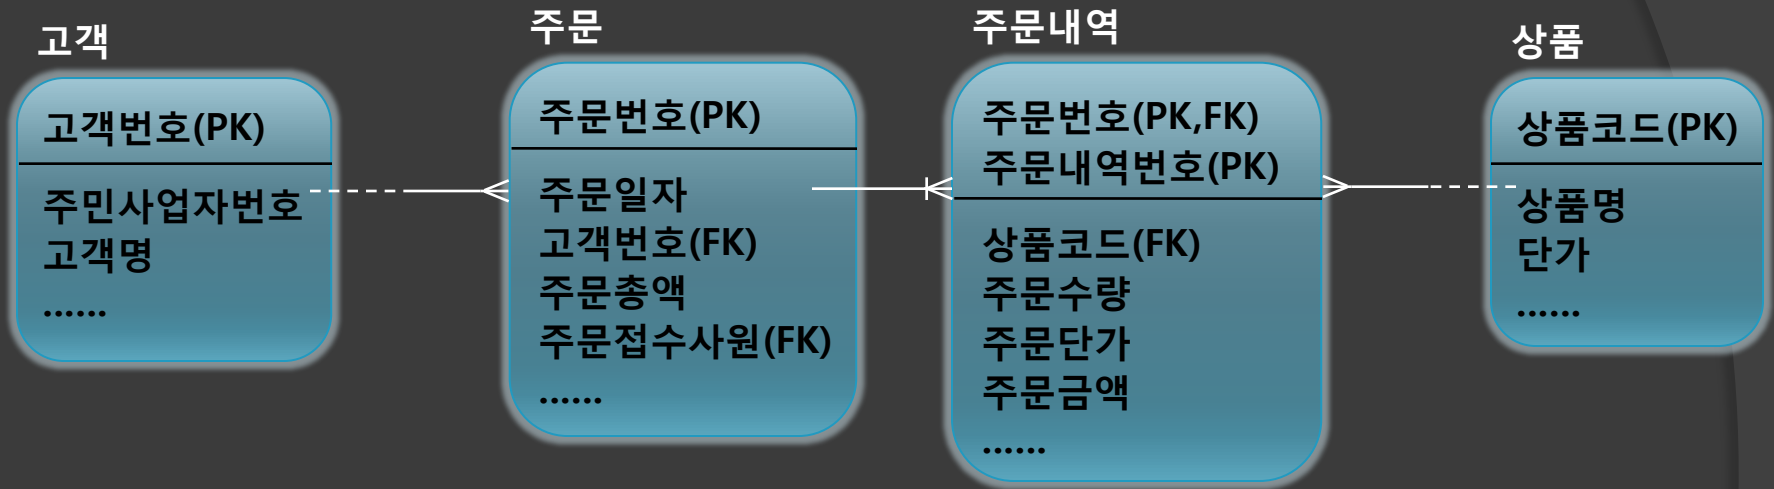 고객
고객번호(PK)
주민사업자번호
고객명
......
주문
주문번호(PK)
주문일자
고객번호(FK)
주문총액
주문접수사원(FK)
......
주문내역
주문번호(PK,FK)
주문내역번호(PK)
상품코드(FK)
주문수량
주문단가
주문금액
......
상품
상품코드(PK)
상품명
단가
......